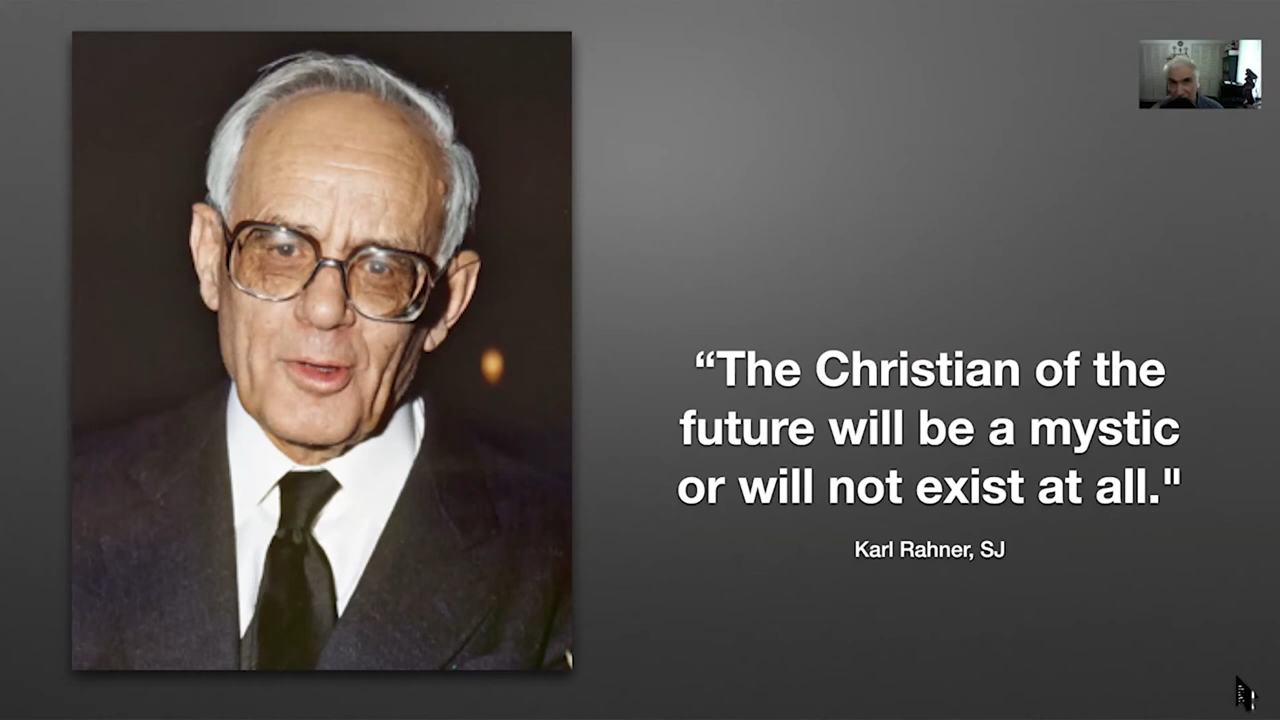 “The Christian of the
future will be a mystic
or will not exist at all."
Karl Rahner, SJ